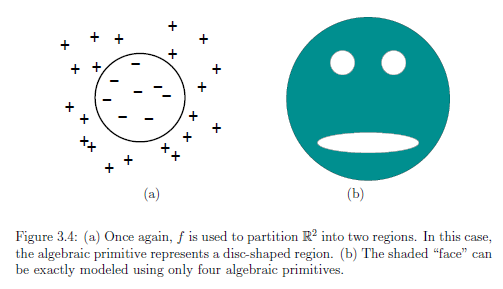 (a)
(b)
Figure 3.4: (a) Once again, f is used to partition ℝ² into two regions. In this case,
the algebraic primitive represents a disc-shaped region. (b) The shaded “face” can
be exactly modeled using only four algebraic primitives.